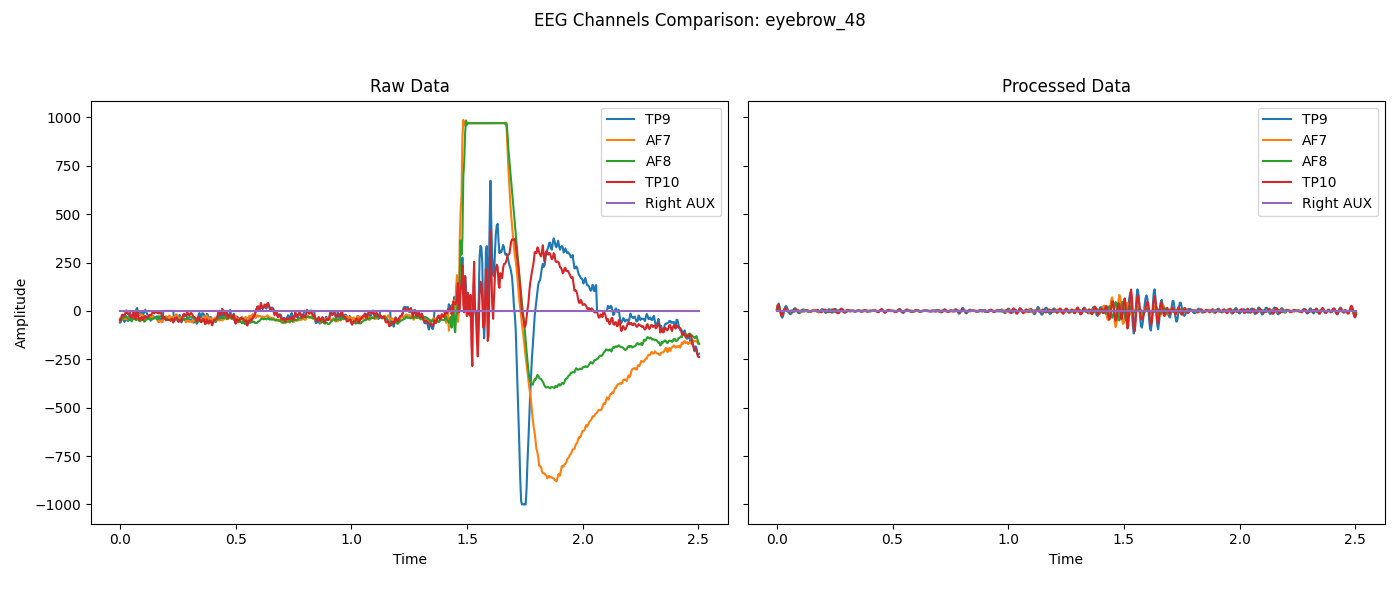 EEG Channels Comparison: eyebrow_48
Raw Data
Amplitude
1000
750
500
250
0
−250
−500
−750
−1000
0.0 0.5 1.0 1.5 2.0 2.5
Time
TP9
AF7
AF8
TP10
Right AUX
Processed Data
0.0 0.5 1.0 1.5 2.0 2.5
Time
TP9
AF7
AF8
TP10
Right AUX